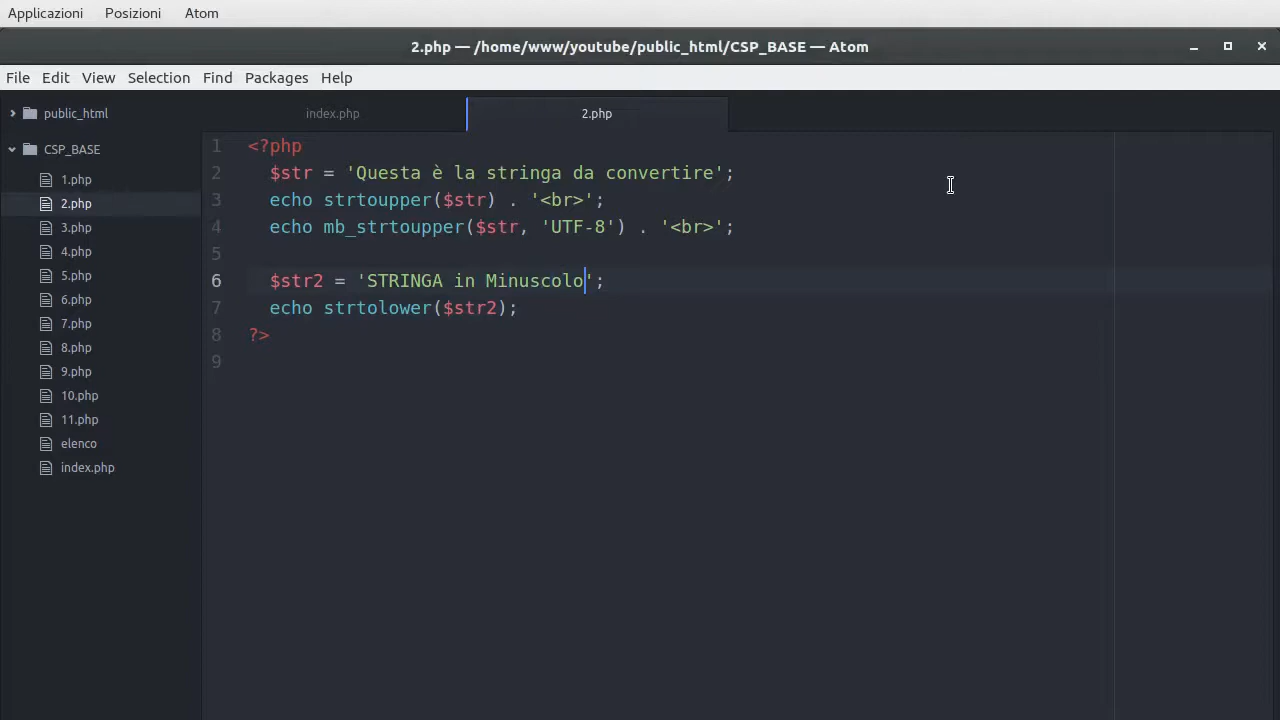 Applicazioni Posizioni Atom
2.php — /home/www/youtube/public_html/CSP_BASE — Atom
File Edit View Selection Find Packages Help
public_html
CSP_BASE
1.php
2.php
3.php
4.php
5.php
6.php
7.php
8.php
9.php
10.php
11.php
elenco
index.php
index.php 2.php
1 <?php
2 $str = 'Questa è la stringa da convertire';
3 echo strtoupper($str) . '<br>';
4 echo mb_strtoupper($str, 'UTF-8') . '<br>';
5
6 $str2 = 'STRINGA in Minuscolo';
7 echo strtolower($str2);
8 ?>
9